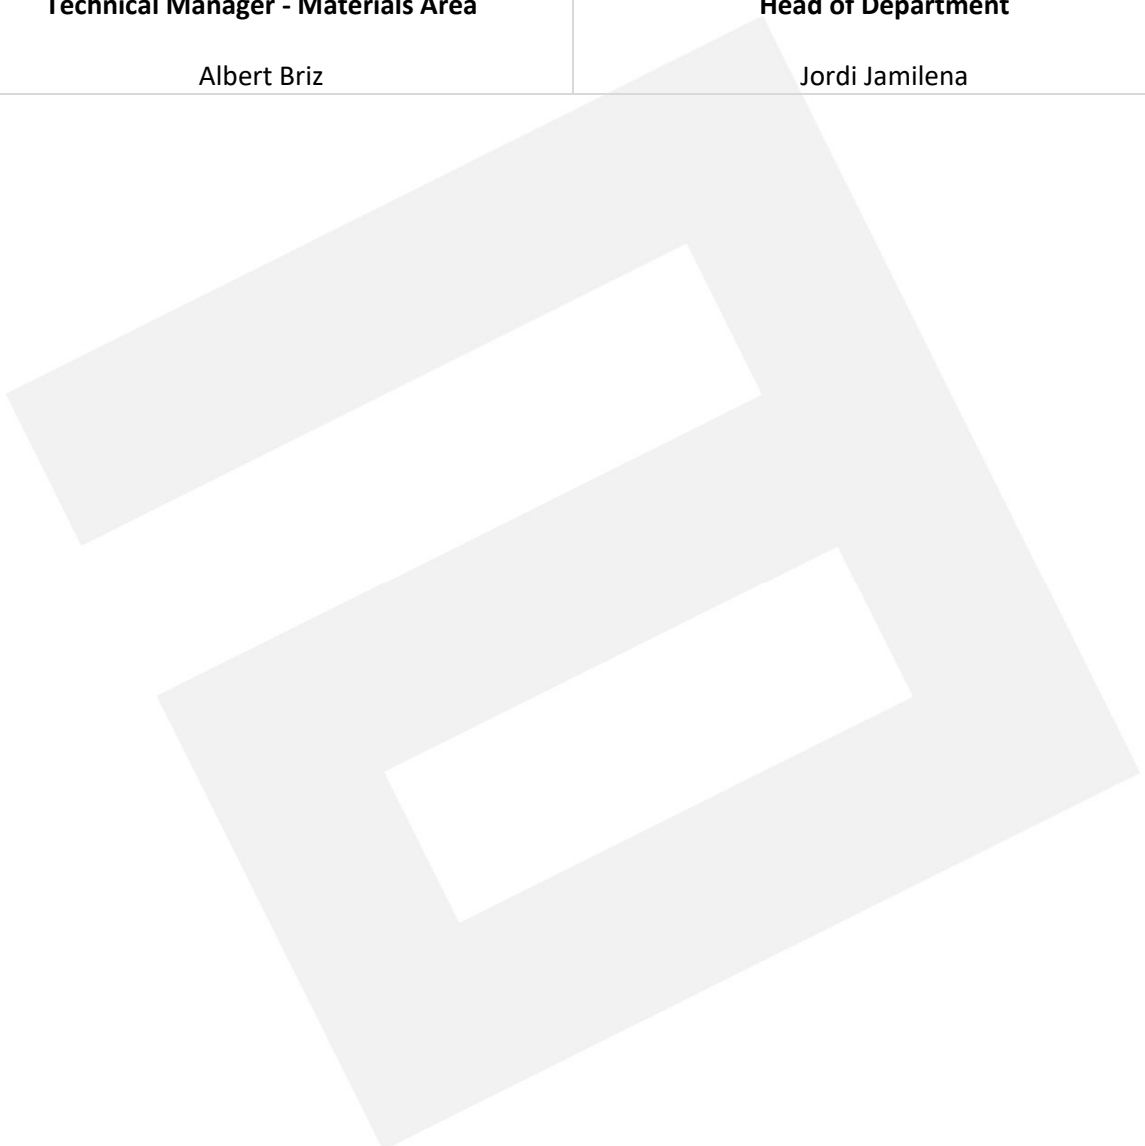 Technical Manager - Materials Area
Head of Department
Albert Briz
Jordi Jamilena